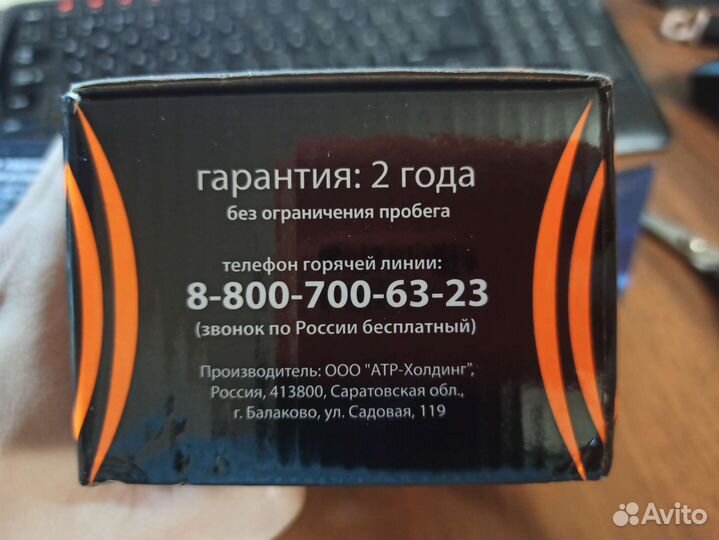 гарантия: 2 года
без ограничения пробега
телефон горячей линии:
8-800-700-63-23
(звонок по России бесплатный)
Производитель: ООО "АТР-Холдинг",
Россия, 413800, Саратовская обл.,
г. Балаково, ул. Садовая, 119
Avito